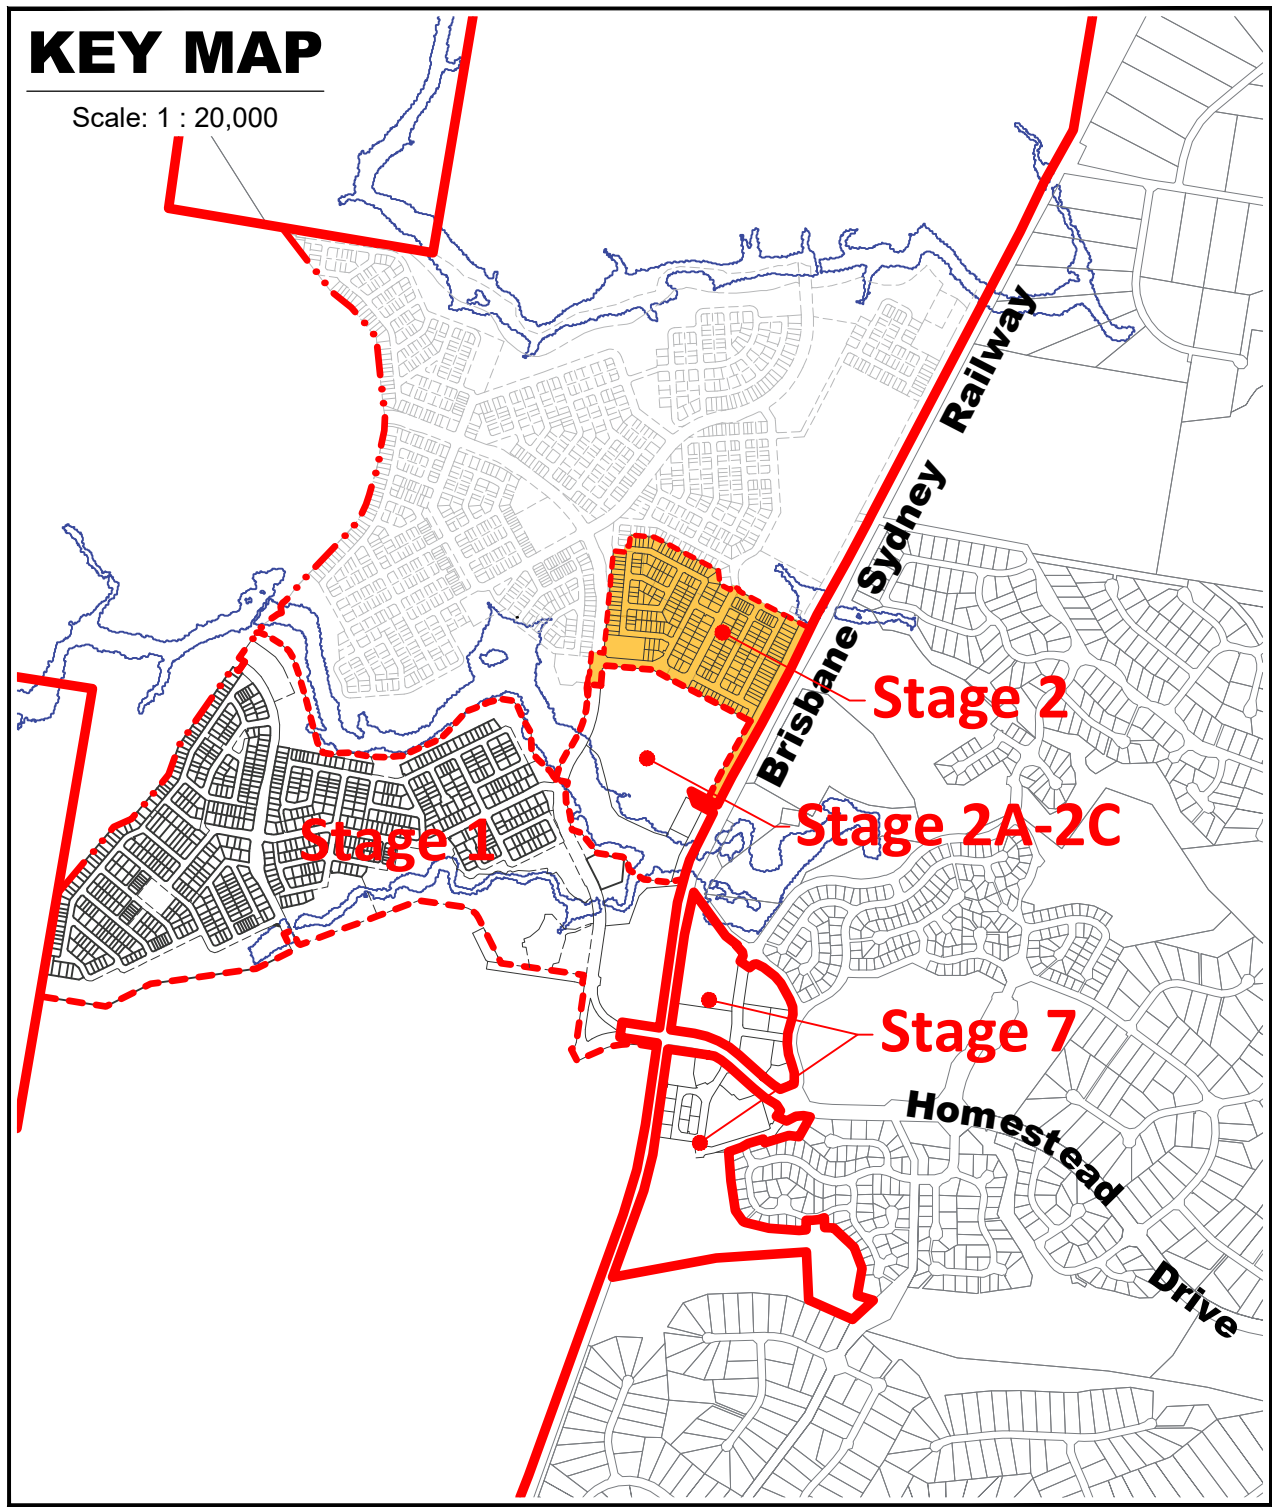 KEY MAP
Scale: 1 : 20,000
Brisbane Sydney Railway
Stage 2
Stage 2A-2C
Stage 1
Stage 7
Homestead Drive